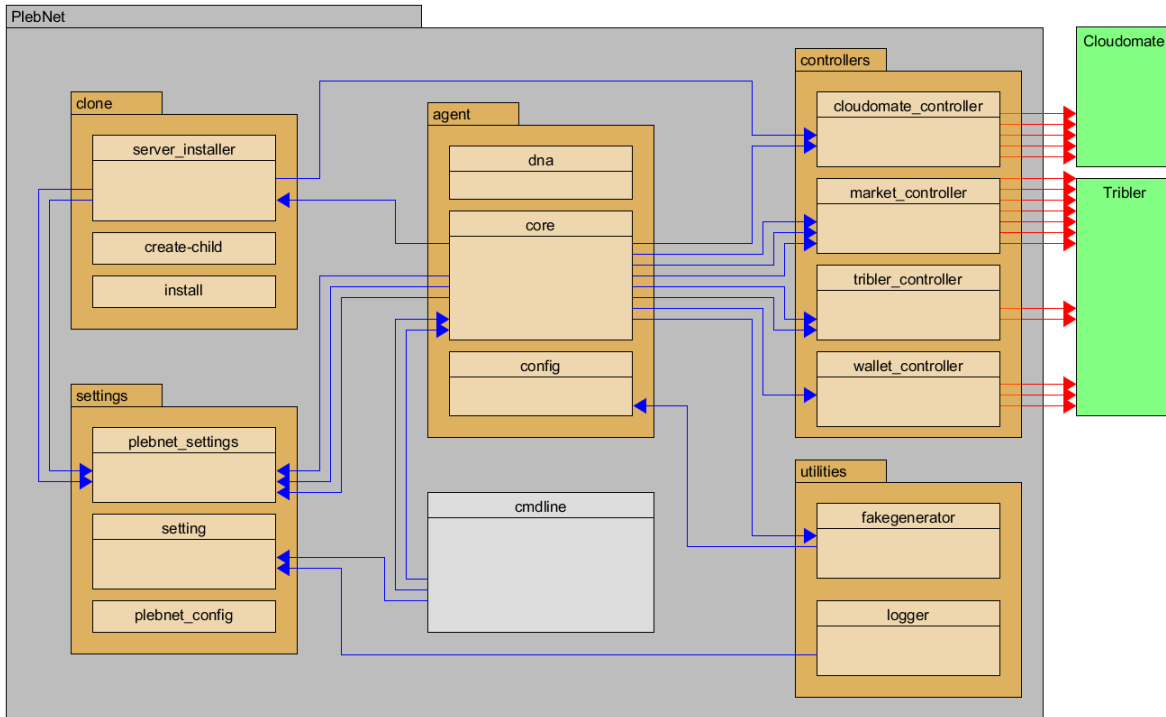 PlebNet
Cloudomate
controllers
cloudomate_controller
clone
agent
server_installer
dna
market_controller
Tribler
core
create-child
tribler_controller
install
config
wallet_controller
settings
plebnet_settings
utilities
cmdline
fakegenerator
setting
plebnet_config
logger